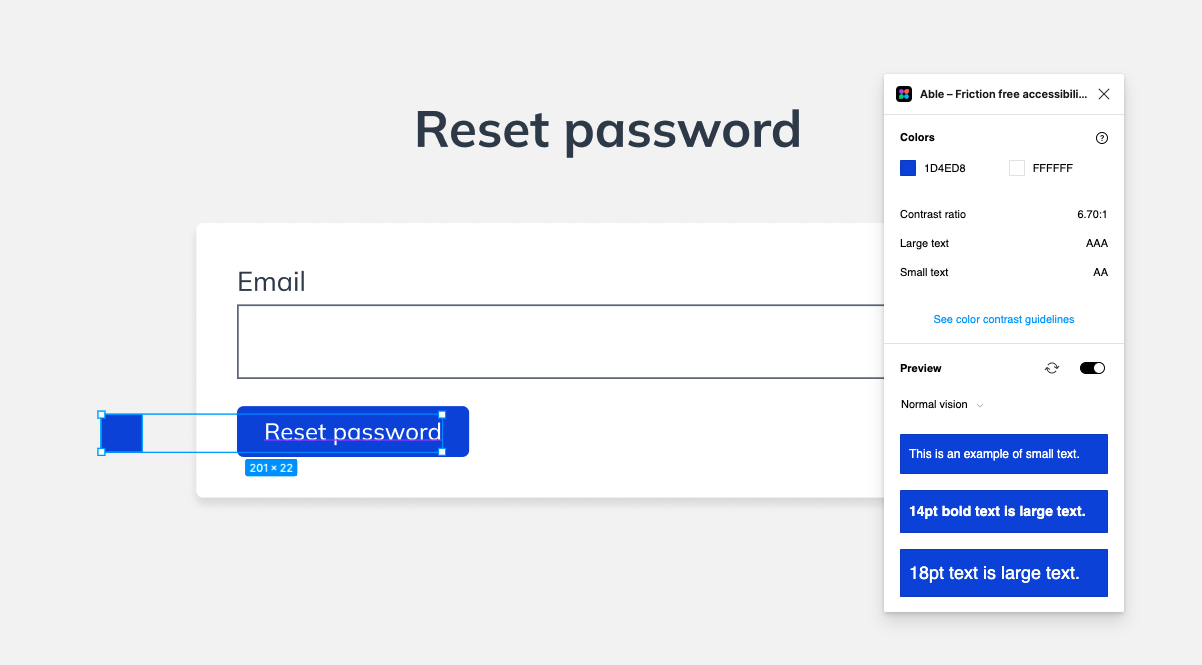 Reset password
Email
Reset password
201 × 22
Able – Friction free accessibili...
Colors
?
1D4ED8
FFFFFF
Contrast ratio
6.70:1
Large text
AAA
Small text
AA
See color contrast guidelines
Preview
Normal vision
This is an example of small text.
14pt bold text is large text.
18pt text is large text.